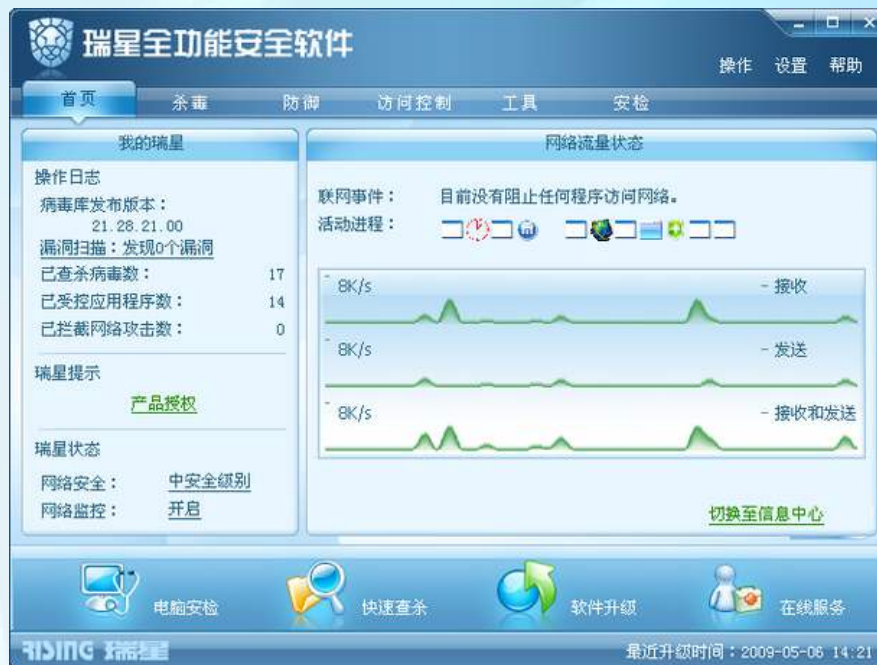 瑞星全功能安全软件
操作 设置 帮助
首页 杀毒 防御 访问控制 工具 安检
我的瑞星
操作日志
病毒库发布版本：
21.28.21.00
漏洞扫描：发现0个漏洞
已查杀病毒数： 17
已受控应用程序数： 14
已拦截网络攻击数： 0
瑞星提示
产品授权
瑞星状态
网络安全： 中安全级别
网络监控： 开启
网络流量状态
联网事件： 目前没有阻止任何程序访问网络。
活动进程：
8K/s - 接收
8K/s - 发送
8K/s - 接收和发送
切换至信息中心
电脑安检 快速查杀 软件升级 在线服务
RISING 瑞星 最近升级时间：2009-05-06 14:21